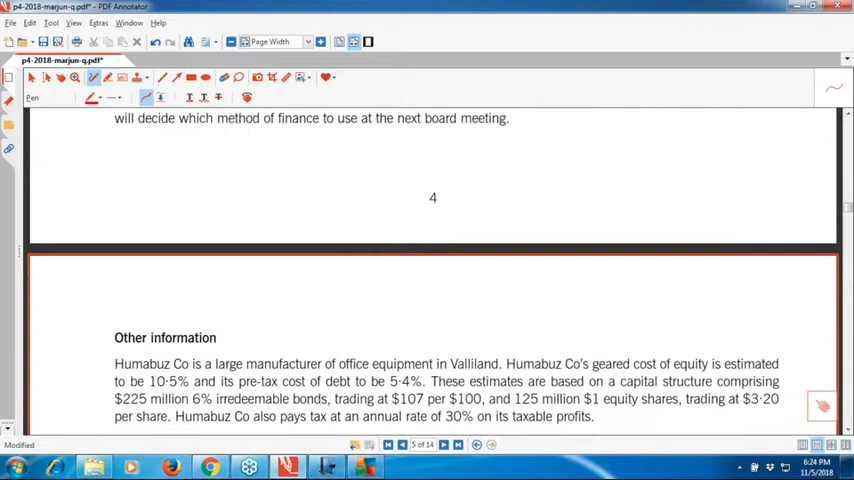 p4-2018-marjun-q.pdf* - PDF Annotator
File Edit Tool View Extras Window Help
Page Width
p4-2018-marjun-q.pdf*
Pen
will decide which method of finance to use at the next board meeting.
4
Other information
Humabuz Co is a large manufacturer of office equipment in Valliland. Humabuz Co's geared cost of equity is estimated
to be 10·5% and its pre-tax cost of debt to be 5·4%. These estimates are based on a capital structure comprising
$225 million 6% irredeemable bonds, trading at $107 per $100, and 125 million $1 equity shares, trading at $3·20
per share. Humabuz Co also pays tax at an annual rate of 30% on its taxable profits.
Modified
5 of 14
6:24 PM
11/5/2018